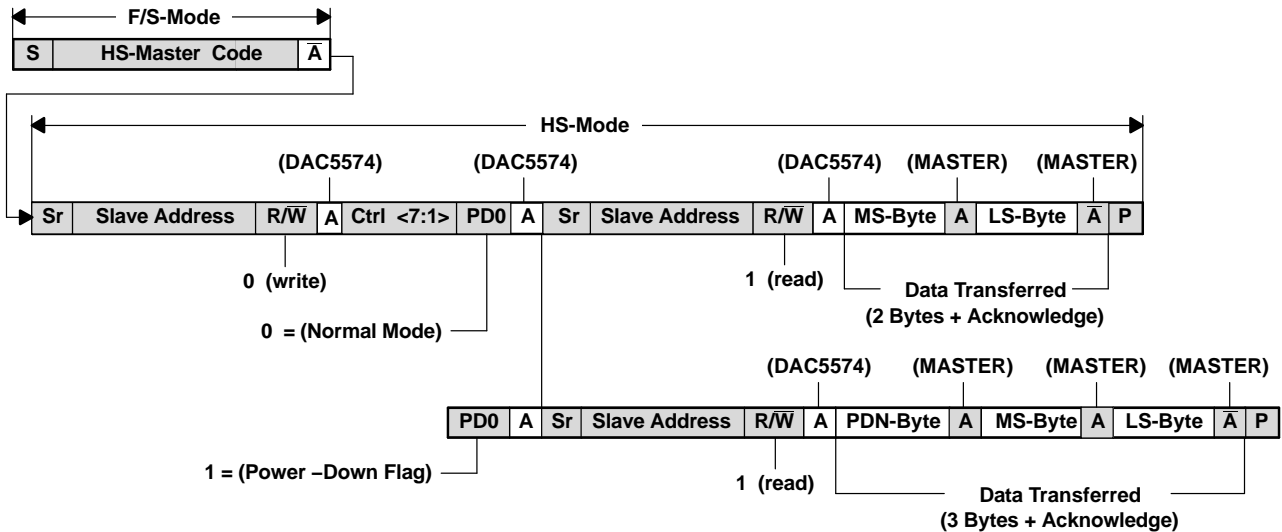 F/S-Mode
S HS-Master Code A̅
HS-Mode
(DAC5574) (DAC5574) (DAC5574) (MASTER) (MASTER)
Sr Slave Address R/W̅ A Ctrl <7:1> PD0 A Sr Slave Address R/W̅ A MS-Byte A LS-Byte A̅ P
0 (write) 1 (read)
Data Transferred
(2 Bytes + Acknowledge)
0 = (Normal Mode)
(DAC5574) (MASTER) (MASTER) (MASTER)
PD0 A Sr Slave Address R/W̅ A PDN-Byte A MS-Byte A LS-Byte A̅ P
1 = (Power –Down Flag) 1 (read)
Data Transferred
(3 Bytes + Acknowledge)